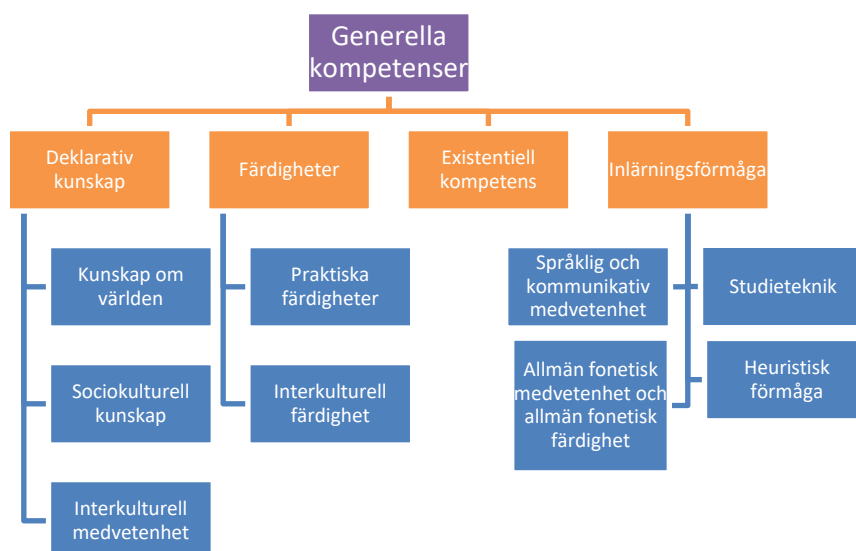 Generella
kompetenser
Deklarativ
kunskap
Färdigheter
Existentiell
kompetens
Inlärningsförmåga
Kunskap om
världen
Praktiska
färdigheter
Språklig och
kommunikativ
medvetenhet
Studieteknik
Sociokulturell
kunskap
Interkulturell
färdighet
Allmän fonetisk
medvetenhet och
allmän fonetisk
färdighet
Heuristisk
förmåga
Interkulturell
medvetenhet